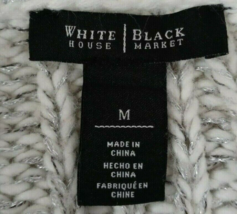 WHITE | BLACK
HOUSE | MARKET
M
MADE IN
CHINA
HECHO EN
CHINA
FABRIQUÉ EN
CHINE